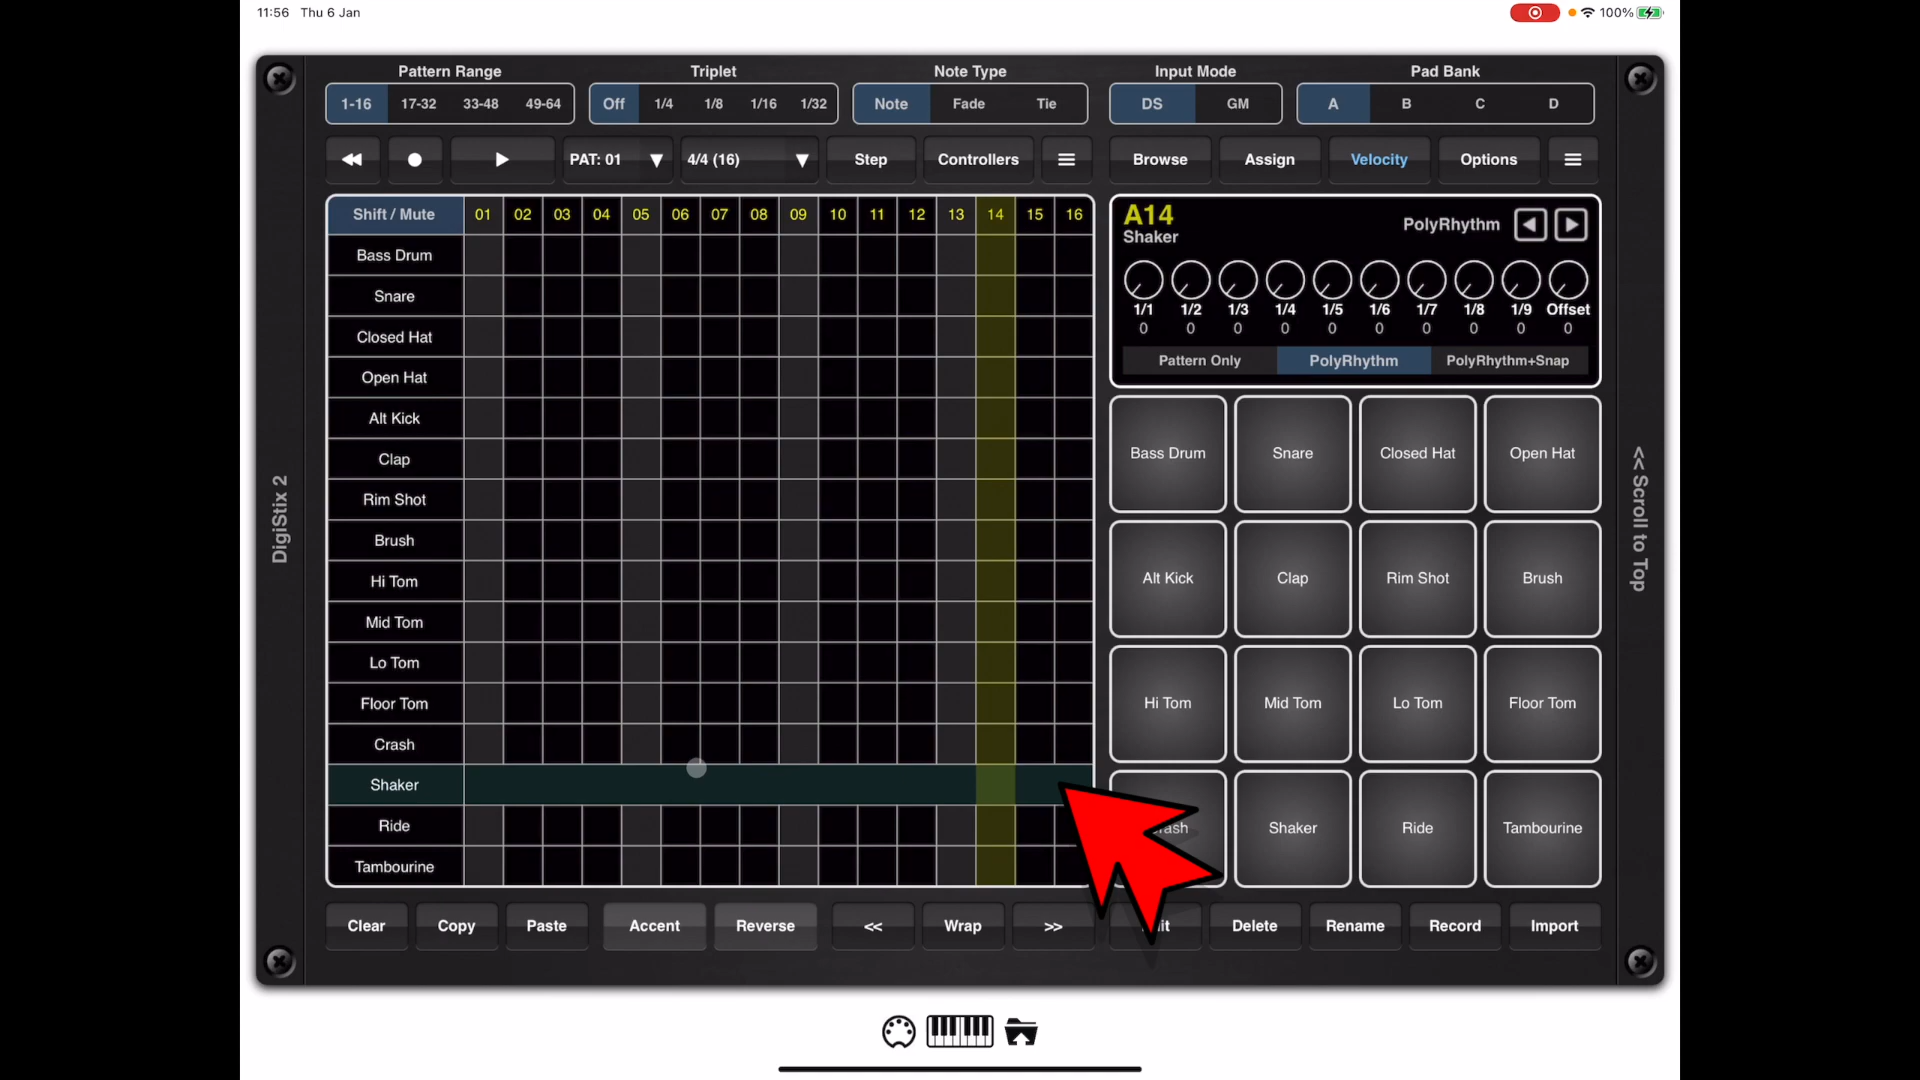 11:56 Thu 6 Jan
100%
Pattern Range Triplet Note Type Input Mode Pad Bank
1-16 17-32 33-48 49-64 Off 1/4 1/8 1/16 1/32 Note Fade Tie DS GM A B C D
PAT: 01 4/4 (16) Step Controllers Browse Assign Velocity Options
Shift / Mute 01 02 03 04 05 06 07 08 09 10 11 12 13 14 15 16
Bass Drum
Snare
Closed Hat
Open Hat
Alt Kick
Clap
Rim Shot
Brush
Hi Tom
Mid Tom
Lo Tom
Floor Tom
Crash
Shaker
Ride
Tambourine
A14
Shaker
PolyRhythm
1/1 1/2 1/3 1/4 1/5 1/6 1/7 1/8 1/9 Offset
0 0 0 0 0 0 0 0 0 0
Pattern Only PolyRhythm PolyRhythm+Snap
Bass Drum Snare Closed Hat Open Hat
Alt Kick Clap Rim Shot Brush
Hi Tom Mid Tom Lo Tom Floor Tom
Shaker Ride Tambourine
Clear Copy Paste Accent Reverse << Wrap >> Delete Rename Record Import
DigiStix 2
<< Scroll to Top